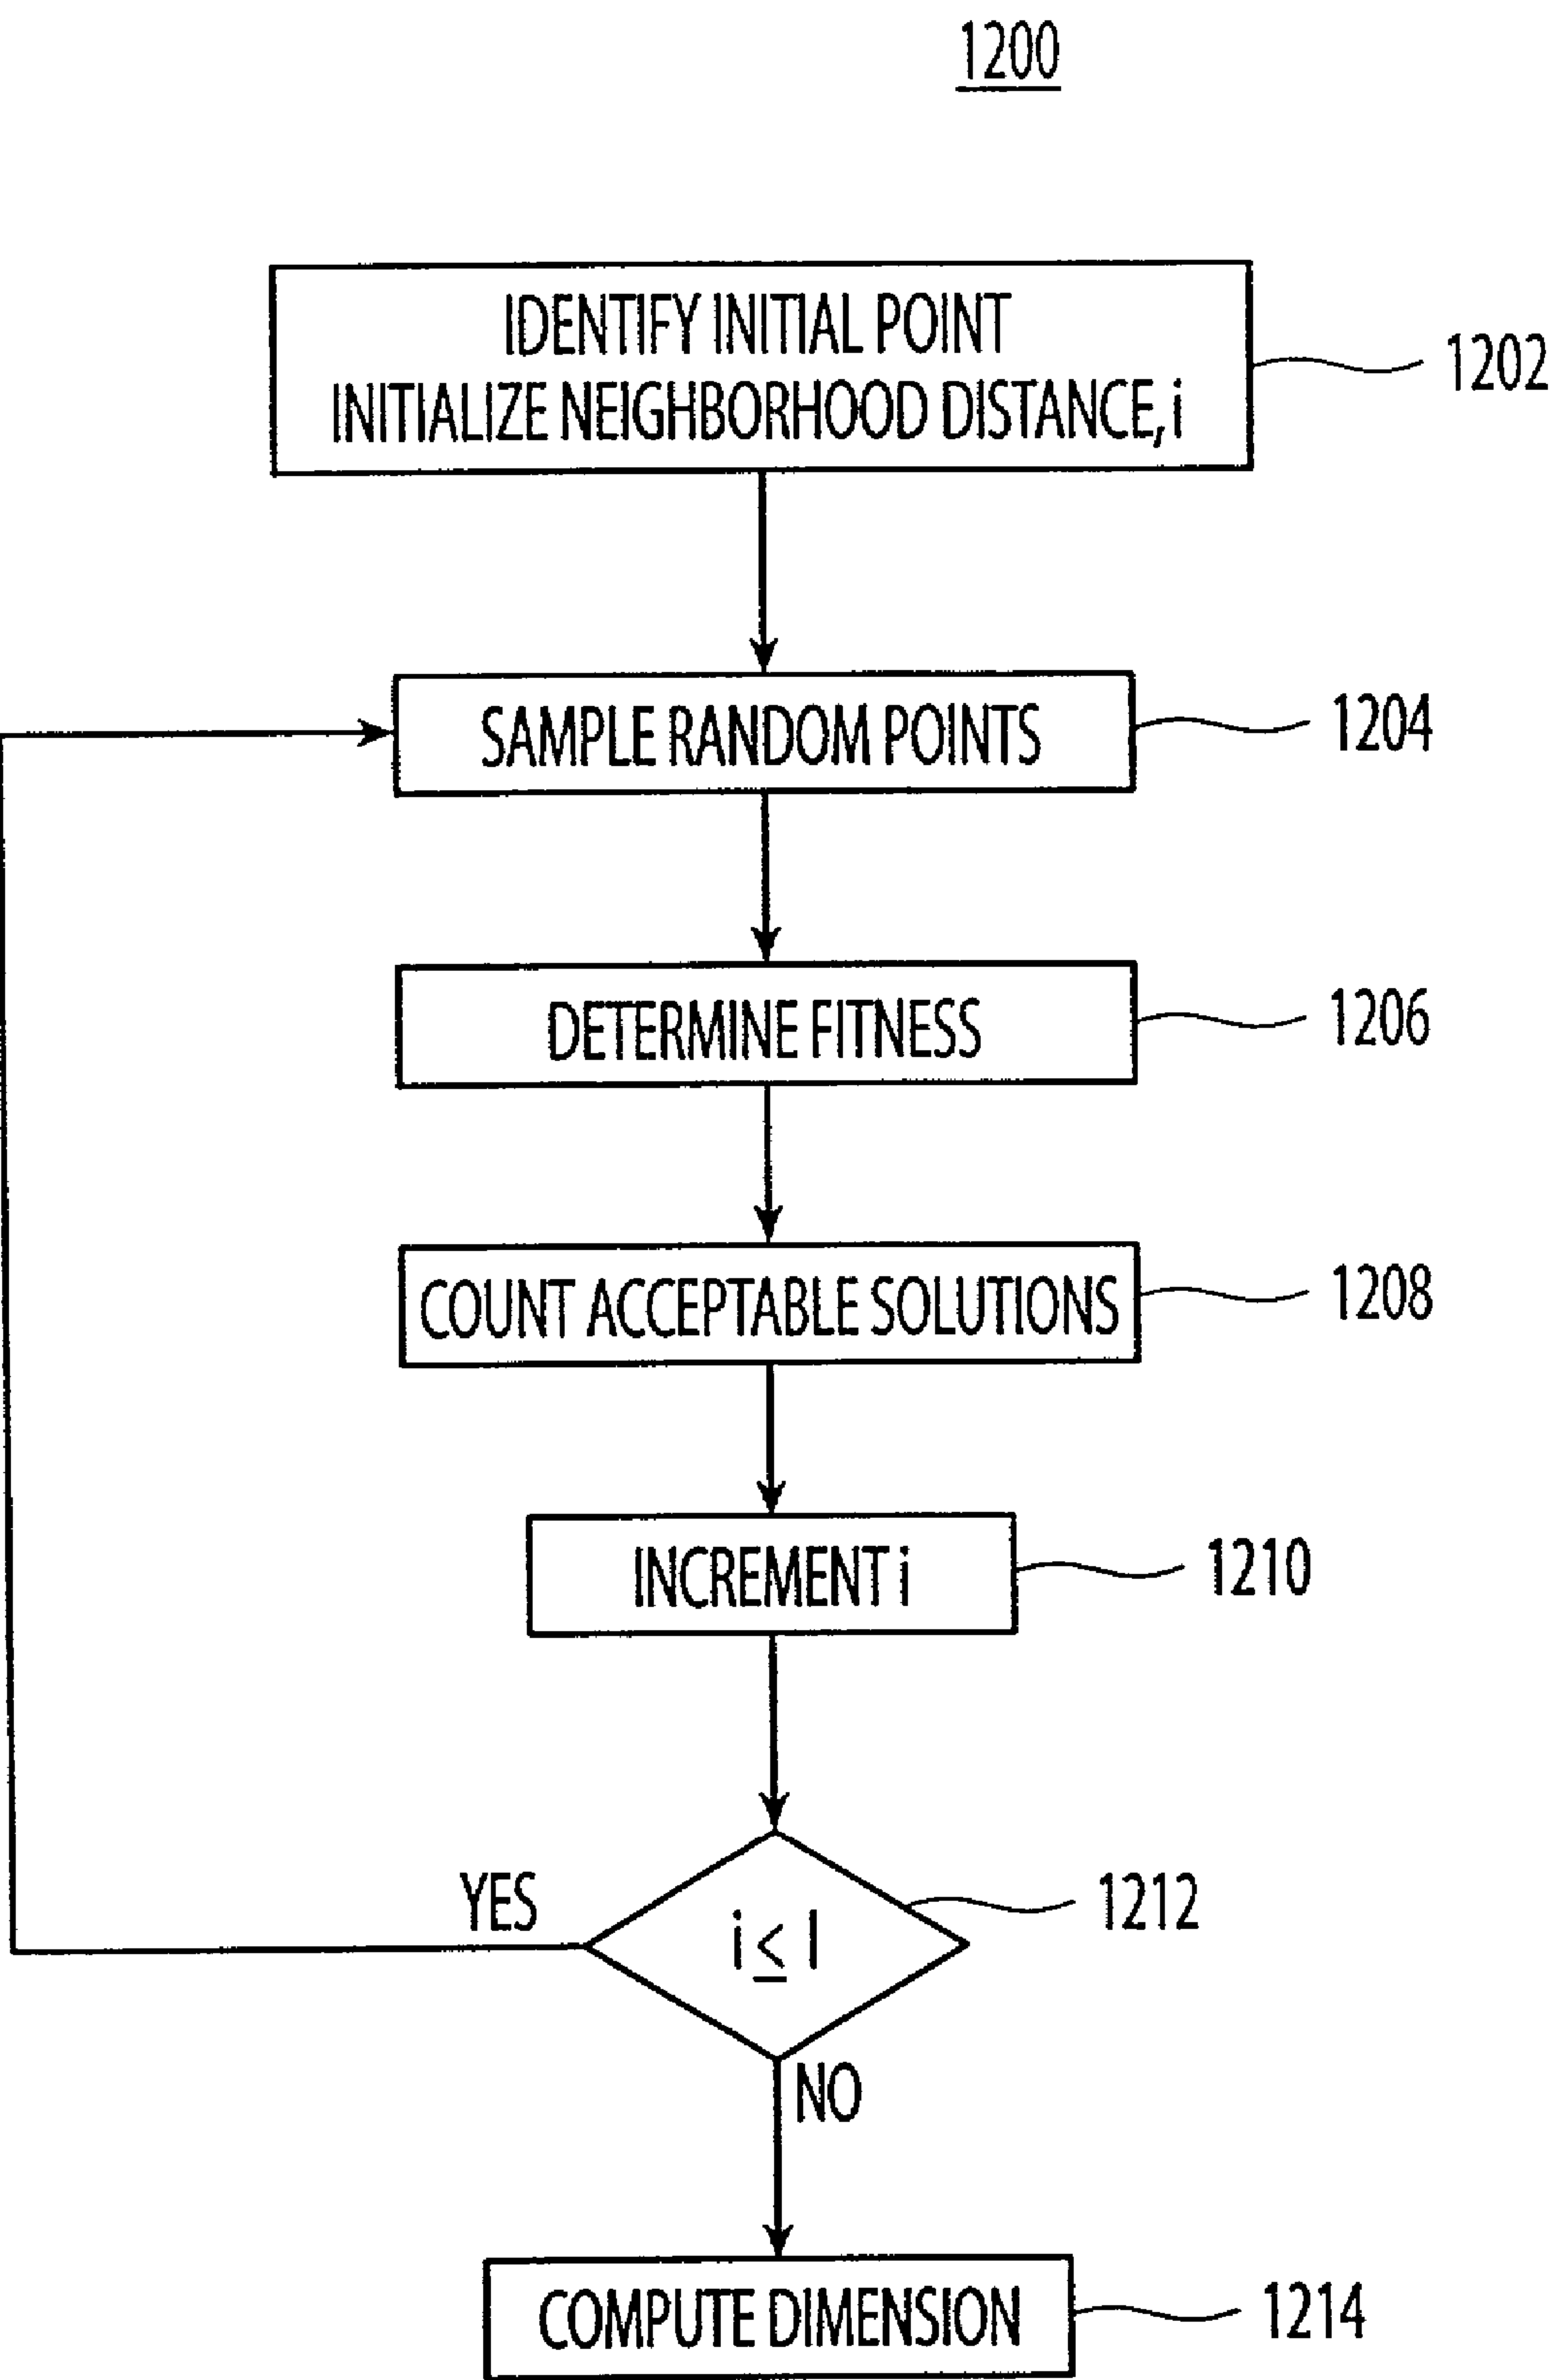 1200
IDENTIFY INITIAL POINT
INITIALIZE NEIGHBORHOOD DISTANCE, i
1202
SAMPLE RANDOM POINTS
1204
DETERMINE FITNESS
1206
COUNT ACCEPTABLE SOLUTIONS
1208
INCREMENT i
1210
YES
i ≤ I
1212
NO
COMPUTE DIMENSION
1214